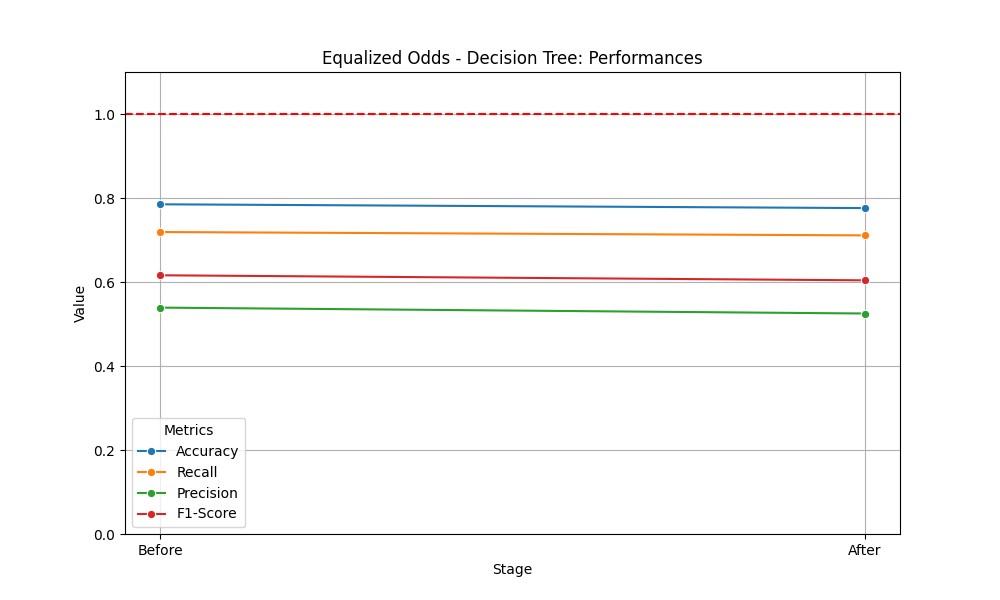 Equalized Odds - Decision Tree: Performances
1.0
0.8
0.6
0.4
0.2
0.0
Value
Metrics
Accuracy
Recall
Precision
F1-Score
Before
After
Stage